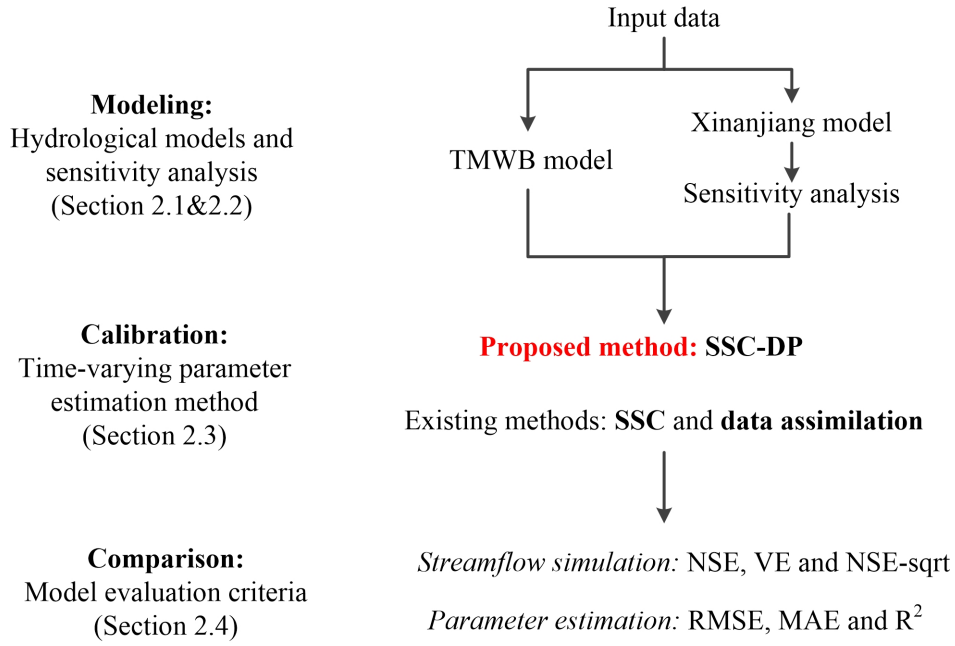 Input data
Modeling:
Hydrological models and
sensitivity analysis
(Section 2.1&2.2)
TMWB model
Xinanjiang model
Sensitivity analysis
Calibration:
Time-varying parameter
estimation method
(Section 2.3)
Proposed method: SSC-DP
Existing methods: SSC and data assimilation
Comparison:
Model evaluation criteria
(Section 2.4)
Streamflow simulation: NSE, VE and NSE-sqrt
Parameter estimation: RMSE, MAE and R²